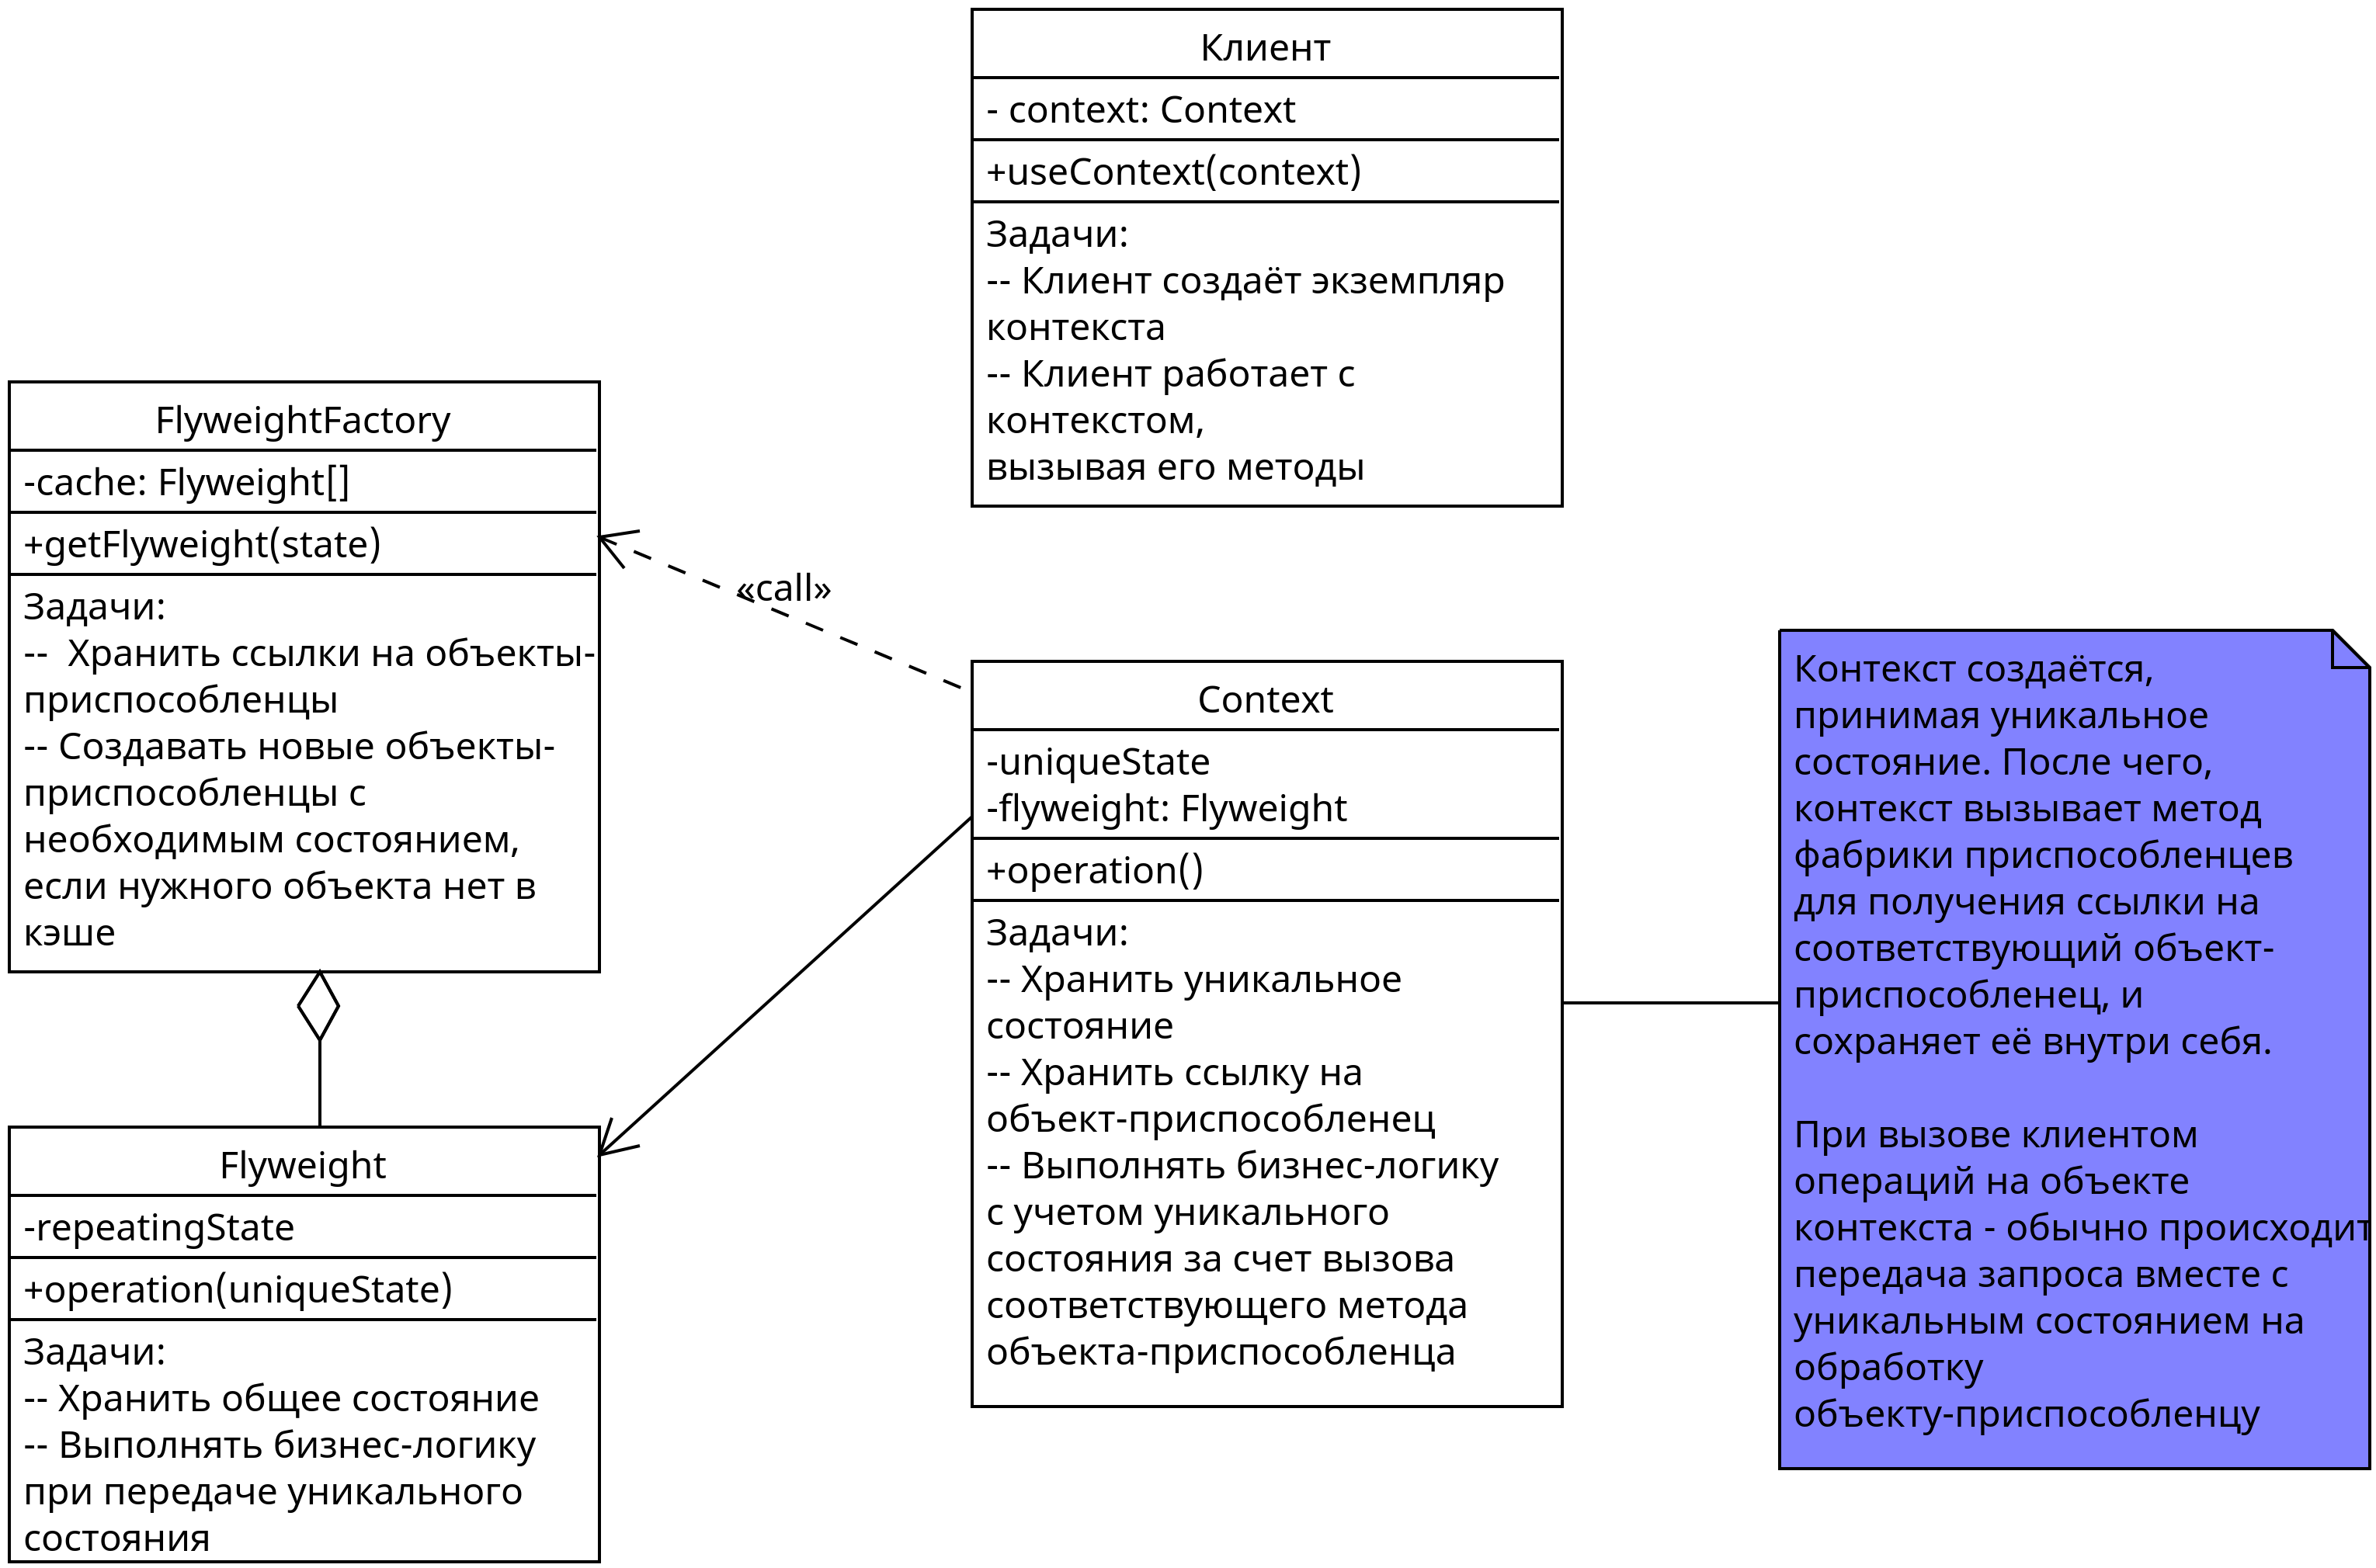 Клиент
- context: Context
+useContext(context)
Задачи:
-- Клиент создаёт экземпляр
контекста
-- Клиент работает с
контекстом,
вызывая его методы
FlyweightFactory
-cache: Flyweight[]
+getFlyweight(state)
Задачи:
--  Хранить ссылки на объекты-
приспособленцы
-- Создавать новые объекты-
приспособленцы с
необходимым состоянием,
если нужного объекта нет в
кэше
«call»
Context
-uniqueState
-flyweight: Flyweight
+operation()
Задачи:
-- Хранить уникальное
состояние
-- Хранить ссылку на
объект-приспособленец
-- Выполнять бизнес-логику
с учетом уникального
состояния за счет вызова
соответствующего метода
объекта-приспособленца
Контекст создаётся,
принимая уникальное
состояние. После чего,
контекст вызывает метод
фабрики приспособленцев
для получения ссылки на
соответствующий объект-
приспособленец, и
сохраняет её внутри себя.
При вызове клиентом
операций на объекте
контекста - обычно происходит
передача запроса вместе с
уникальным состоянием на
обработку
объекту-приспособленцу
Flyweight
-repeatingState
+operation(uniqueState)
Задачи:
-- Хранить общее состояние
-- Выполнять бизнес-логику
при передаче уникального
состояния